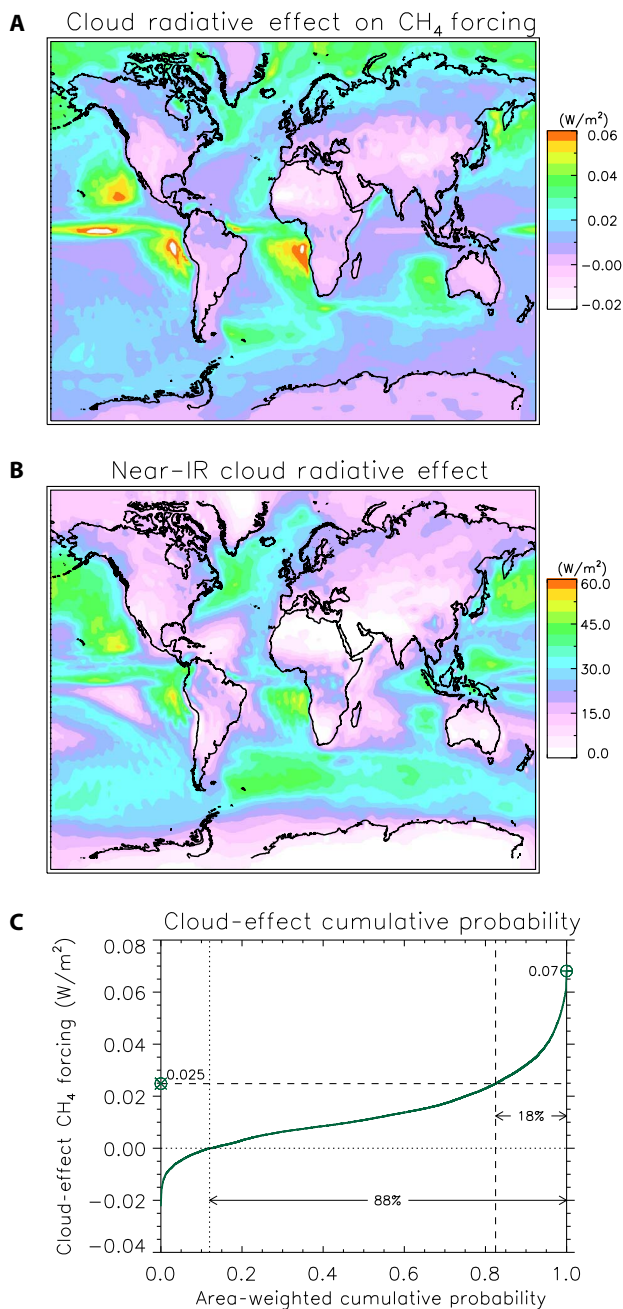 A
Cloud radiative effect on CH₄ forcing
(W/m²)
0.06
0.04
0.02
−0.00
−0.02
B
Near−IR cloud radiative effect
(W/m²)
60.0
45.0
30.0
15.0
0.0
C
Cloud−effect cumulative probability
Cloud−effect CH₄ forcing (W/m²)
0.08
0.06
0.04
0.02
0.00
−0.02
−0.04
0.07
0.025
18%
88%
0.0 0.2 0.4 0.6 0.8 1.0
Area−weighted cumulative probability